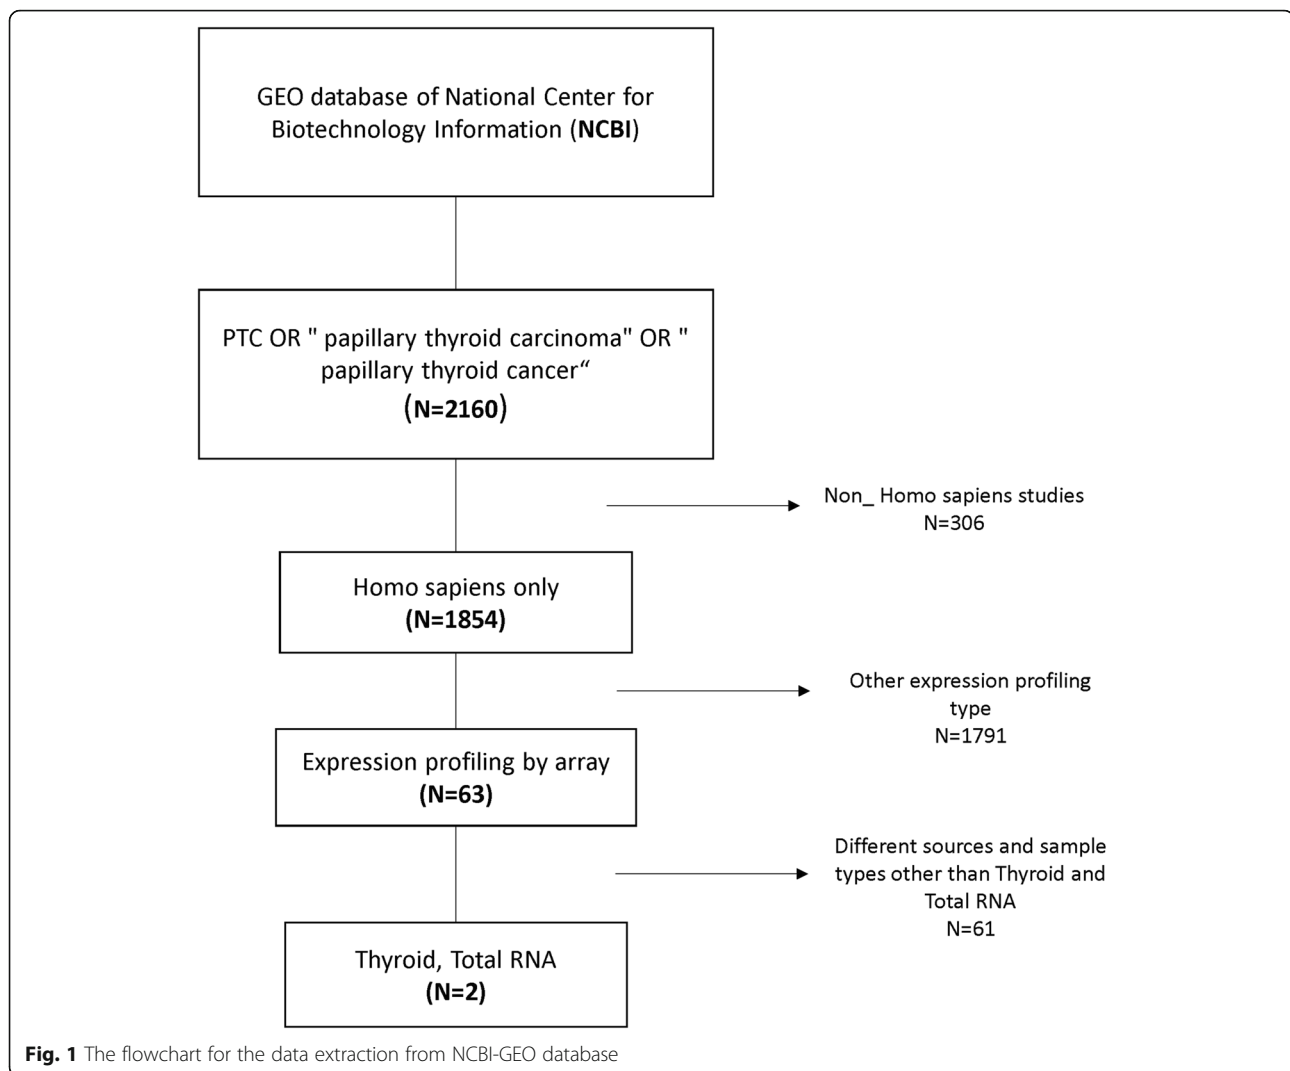 GEO database of National Center for
Biotechnology Information (NCBI)
PTC OR " papillary thyroid carcinoma" OR "
papillary thyroid cancer“
(N=2160)
Non_ Homo sapiens studies
N=306
Homo sapiens only
(N=1854)
Other expression profiling
type
N=1791
Expression profiling by array
(N=63)
Different sources and sample
types other than Thyroid and
Total RNA
N=61
Thyroid, Total RNA
(N=2)
Fig. 1 The flowchart for the data extraction from NCBI-GEO database